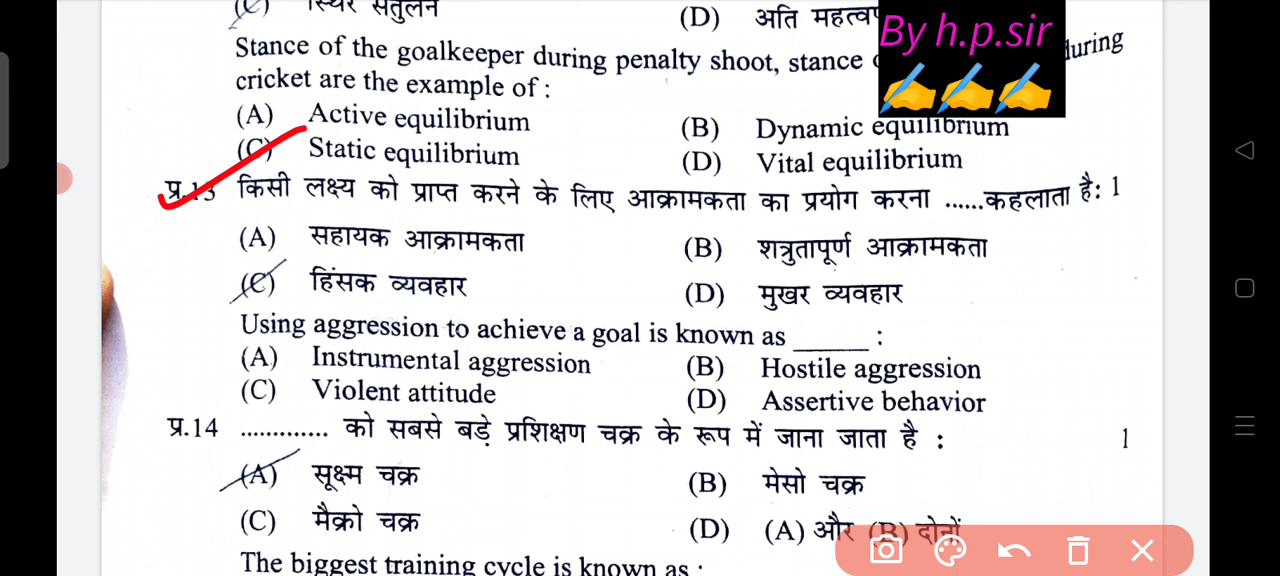 (C) स्थिर संतुलन
(D) अति
By h.p.sir
Stance of the goalkeeper during penalty shoot, stance during
cricket are the example of :
(A) Active equilibrium
(B) Dynamic equilibrium
(C) Static equilibrium
(D) Vital equilibrium
प्र.13 किसी लक्ष्य को प्राप्त करने के लिए आक्रामकता का प्रयोग करना ......कहलाता है: 1
(A) सहायक आक्रामकता
(B) शत्रुतापूर्ण आक्रामकता
(C) हिंसक व्यवहार
(D) मुखर व्यवहार
Using aggression to achieve a goal is known as ______ :
(A) Instrumental aggression
(B) Hostile aggression
(C) Violent attitude
(D) Assertive behavior
प्र.14 ............. को सबसे बड़े प्रशिक्षण चक्र के रूप में जाना जाता है : 1
(A) सूक्ष्म चक्र
(B) मेसो चक्र
(C) मैक्रो चक्र
(D) (A) और (B) दोनों
The biggest training cycle is known as :